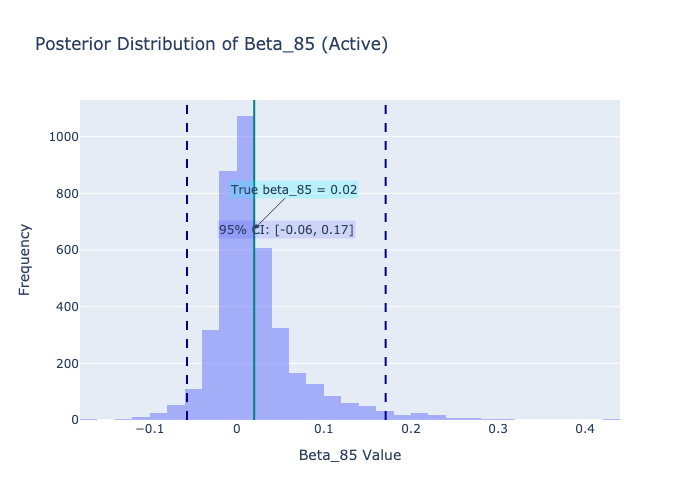 Posterior Distribution of Beta_85 (Active)
1000
800
600
400
200
0
True beta_85 = 0.02
95% CI: [-0.06, 0.17]
−0.1
0
0.1
0.2
0.3
0.4
Beta_85 Value
Frequency